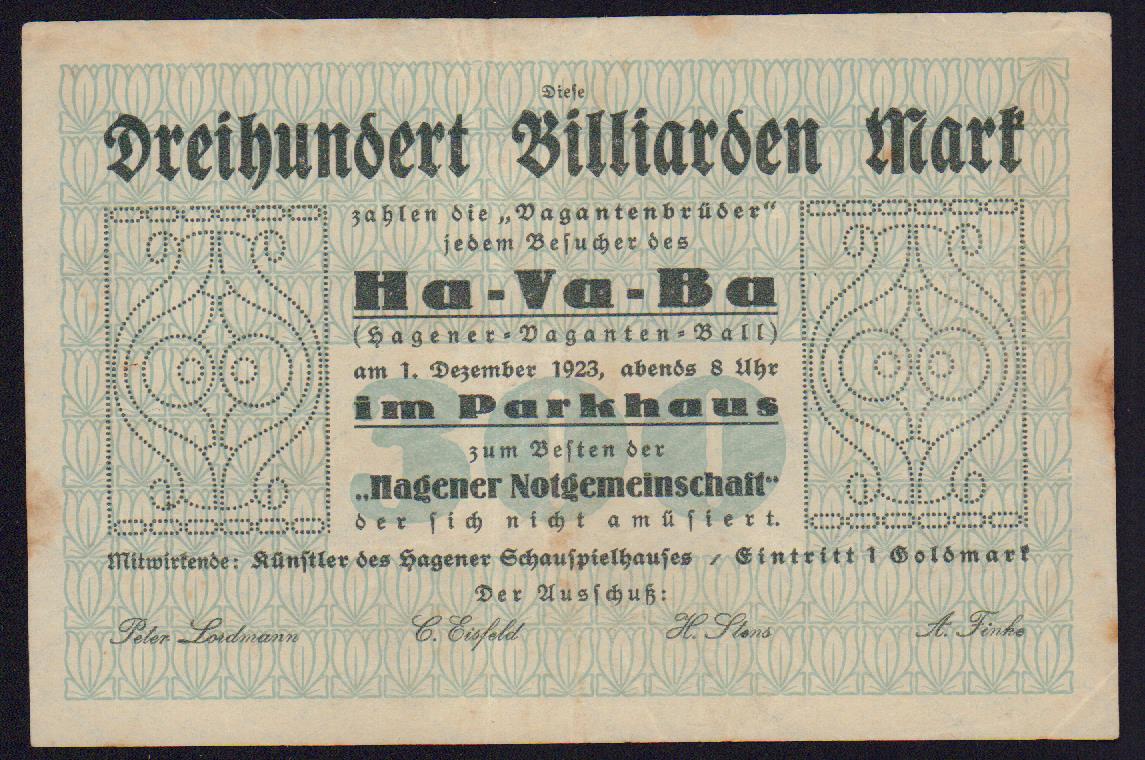 Diese
Dreihundert Billiarden Mark
zahlen die „Vagantenbrüder“
jedem Besucher des
Ha-Va-Ba
(Hagener-Vaganten-Ball)
am 1. Dezember 1923, abends 8 Uhr
300
im Parkhaus
zum Besten der
„Hagener Notgemeinschaft“
der sich nicht amüsiert.
Mitwirkende: Künstler des Hagener Schauspielhauses / Eintritt 1 Goldmark
Der Ausschuß:
Peter Lordmann C. Eisfeld H. Stens A. Finke